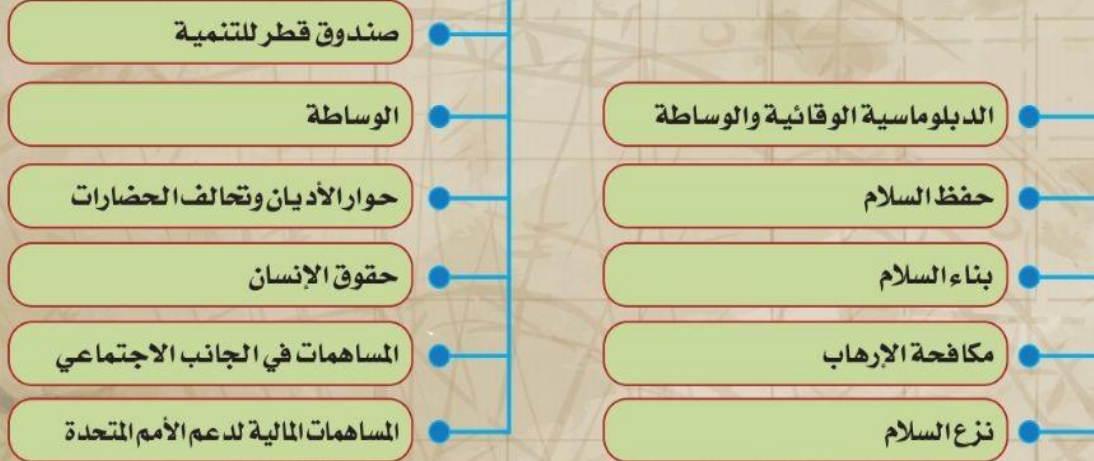 الدبلوماسية الوقائية والوساطة
حفظ السلام
بناء السلام
مكافحة الإرهاب
نزع السلام
صندوق قطر للتنمية
الوساطة
حوار الأديان وتحالف الحضارات
حقوق الإنسان
المساهمات في الجانب الاجتماعي
المساهمات المالية لدعم الأمم المتحدة